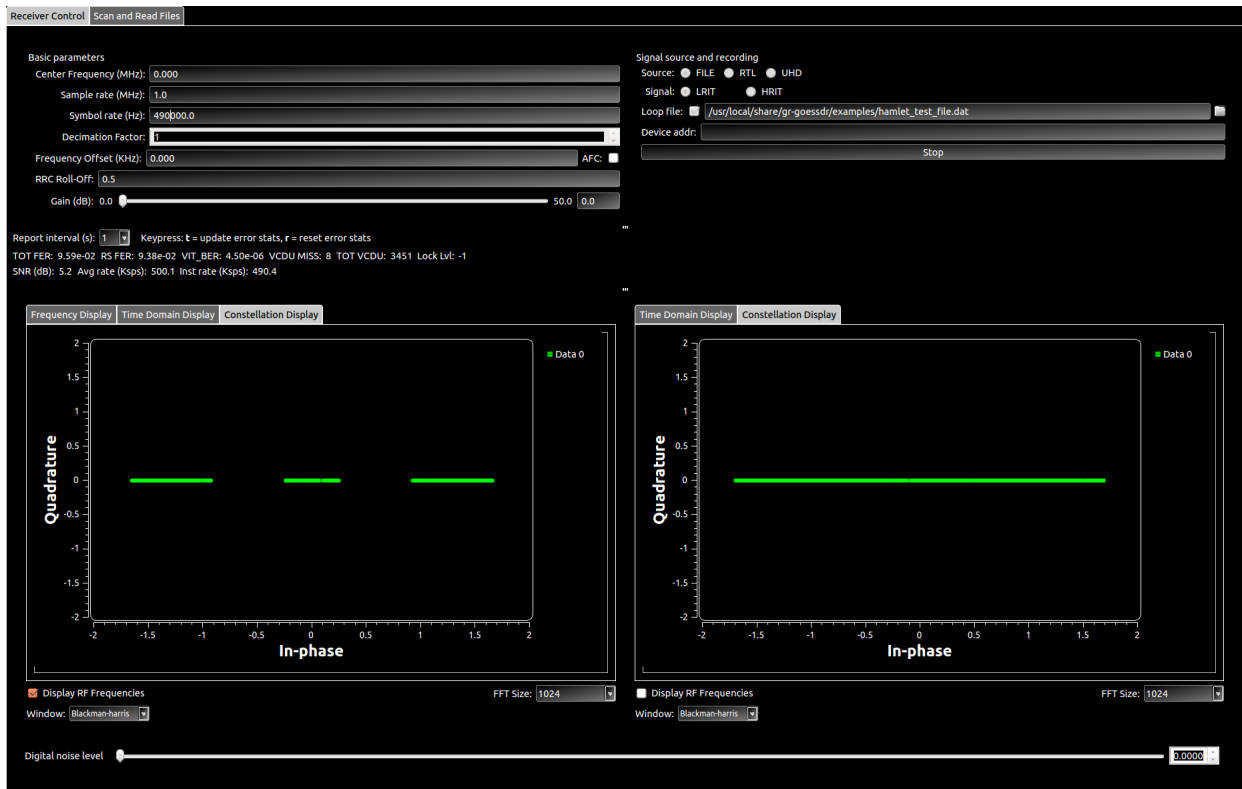 Receiver Control Scan and Read Files
Basic parameters
Center Frequency (MHz): 0.000
Sample rate (MHz): 1.0
Symbol rate (Hz): 490000.0
Decimation Factor: 1
Frequency Offset (KHz): 0.000 AFC:
RRC Roll-Off: 0.5
Gain (dB): 0.0 50.0 0.0
Signal source and recording
Source: FILE RTL UHD
Signal: LRIT HRIT
Loop file: /usr/local/share/gr-goessdr/examples/hamlet_test_file.dat
Device addr:
Stop
Report interval (s): 1 Keypress: t = update error stats, r = reset error stats
TOT FER: 9.59e-02 RS FER: 9.38e-02 VIT_BER: 4.50e-06 VCDU MISS: 8 TOT VCDU: 3451 Lock Lvl: -1
SNR (dB): 5.2 Avg rate (Ksps): 500.1 Inst rate (Ksps): 490.4
Frequency Display Time Domain Display Constellation Display
2
1.5
1
0.5
0
-0.5
-1
-1.5
-2
Quadrature
-2 -1.5 -1 -0.5 0 0.5 1 1.5 2
In-phase
Data 0
Display RF Frequencies FFT Size: 1024
Window: Blackman-harris
Time Domain Display Constellation Display
2
1.5
1
0.5
0
-0.5
-1
-1.5
-2
Quadrature
-2 -1.5 -1 -0.5 0 0.5 1 1.5 2
In-phase
Data 0
Display RF Frequencies FFT Size: 1024
Window: Blackman-harris
Digital noise level 0.0000